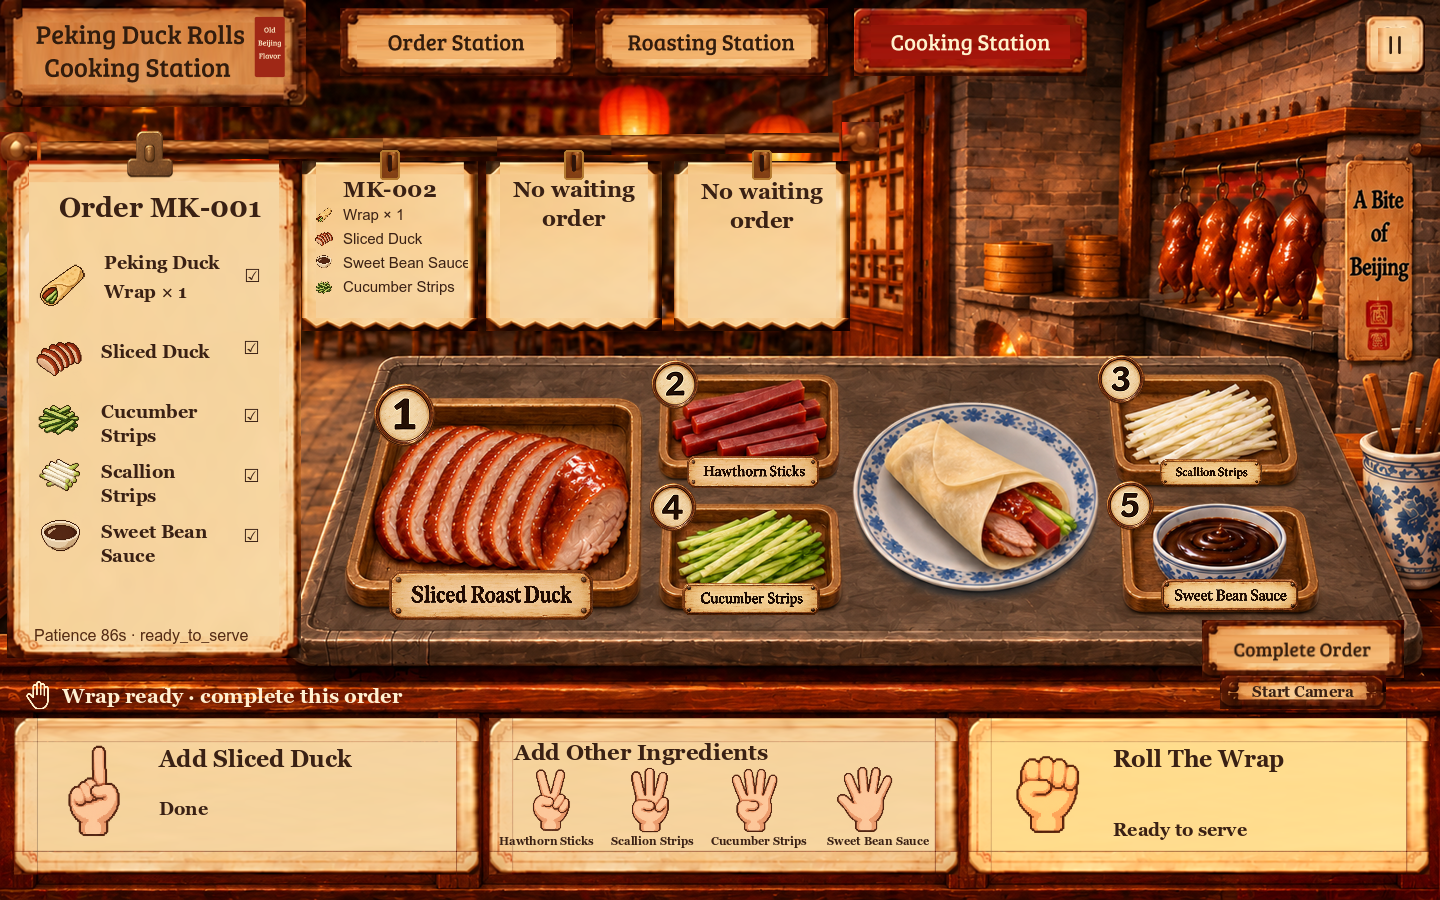 Peking Duck Rolls
Cooking Station
Old
Beijing
Flavor
Order Station
Roasting Station
Cooking Station
Order MK-001
Peking Duck
Wrap × 1
Sliced Duck
Cucumber
Strips
Scallion
Strips
Sweet Bean
Sauce
Patience 86s · ready_to_serve
MK-002
Wrap × 1
Sliced Duck
Sweet Bean Sauce
Cucumber Strips
No waiting
order
No waiting
order
A Bite
of
Beijing
1
Sliced Roast Duck
2
Hawthorn Sticks
3
Scallion Strips
4
Cucumber Strips
5
Sweet Bean Sauce
Complete Order
Start Camera
Wrap ready · complete this order
Add Sliced Duck
Done
Add Other Ingredients
Hawthorn Sticks
Scallion Strips
Cucumber Strips
Sweet Bean Sauce
Roll The Wrap
Ready to serve